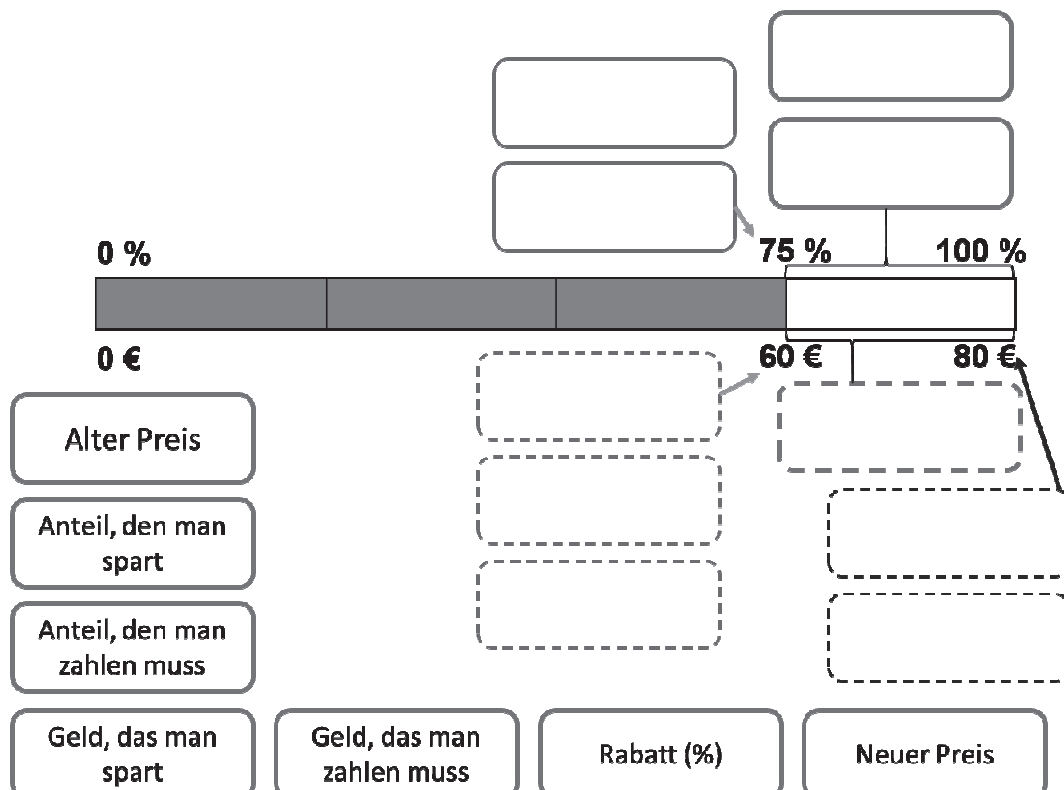 0 %
75 %
100 %
0 €
60 €
80 €
Alter Preis
Anteil, den man
spart
Anteil, den man
zahlen muss
Geld, das man
spart
Geld, das man
zahlen muss
Rabatt (%)
Neuer Preis